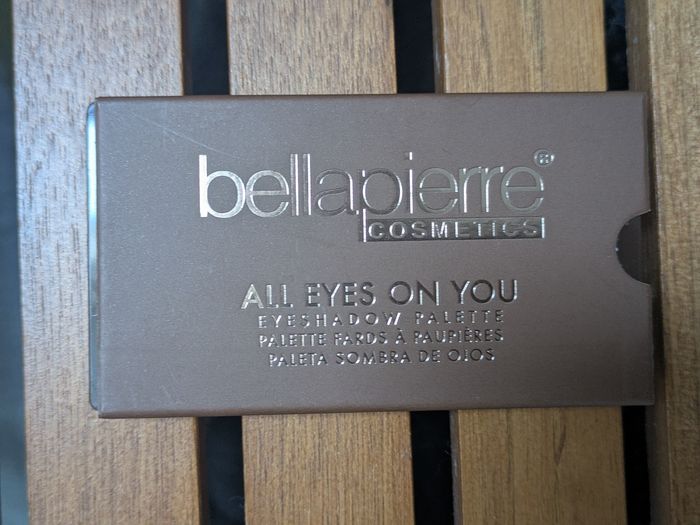 bellapierre®
COSMETICS
ALL EYES ON YOU
EYESHADOW PALETTE
PALETTE FARDS À PAUPIÈRES
PALETA SOMBRA DE OJOS